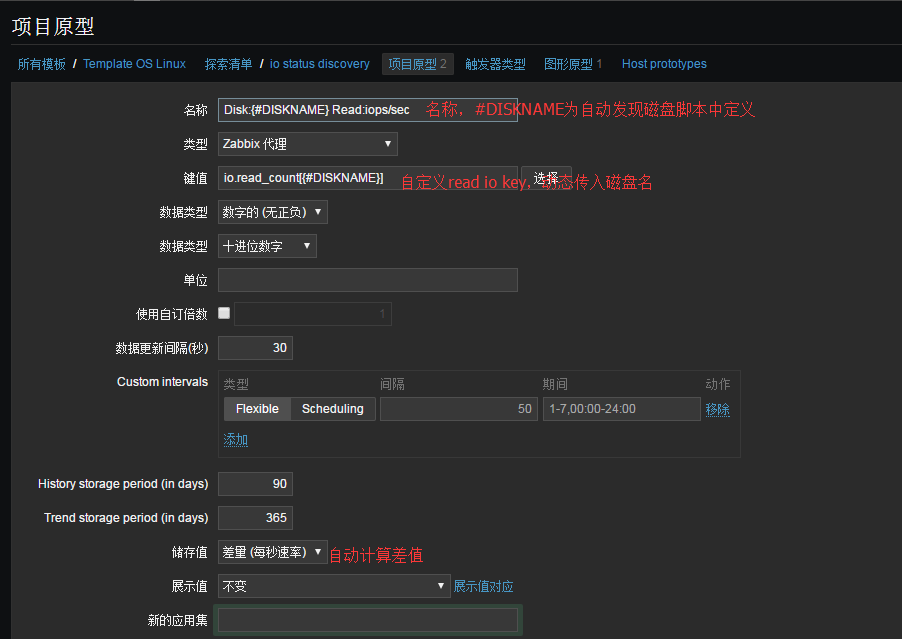 项目原型
所有模板 / Template OS Linux 探索清单 / io status discovery 项目原型 2 触发器类型 图形原型 1 Host prototypes
名称 Disk:{#DISKNAME} Read:iops/sec 名称，#DISKNAME为自动发现磁盘脚本中定义
类型 Zabbix 代理
键值 io.read_count[{#DISKNAME}] 选择 自定义read io key，动态传入磁盘名
数据类型 数字的 (无正负)
数据类型 十进位数字
单位
使用自订倍数 1
数据更新间隔(秒) 30
Custom intervals 类型 间隔 期间 动作
Flexible Scheduling 50 1-7,00:00-24:00 移除
添加
History storage period (in days) 90
Trend storage period (in days) 365
储存值 差量 (每秒速率) 自动计算差值
展示值 不变 展示值对应
新的应用集